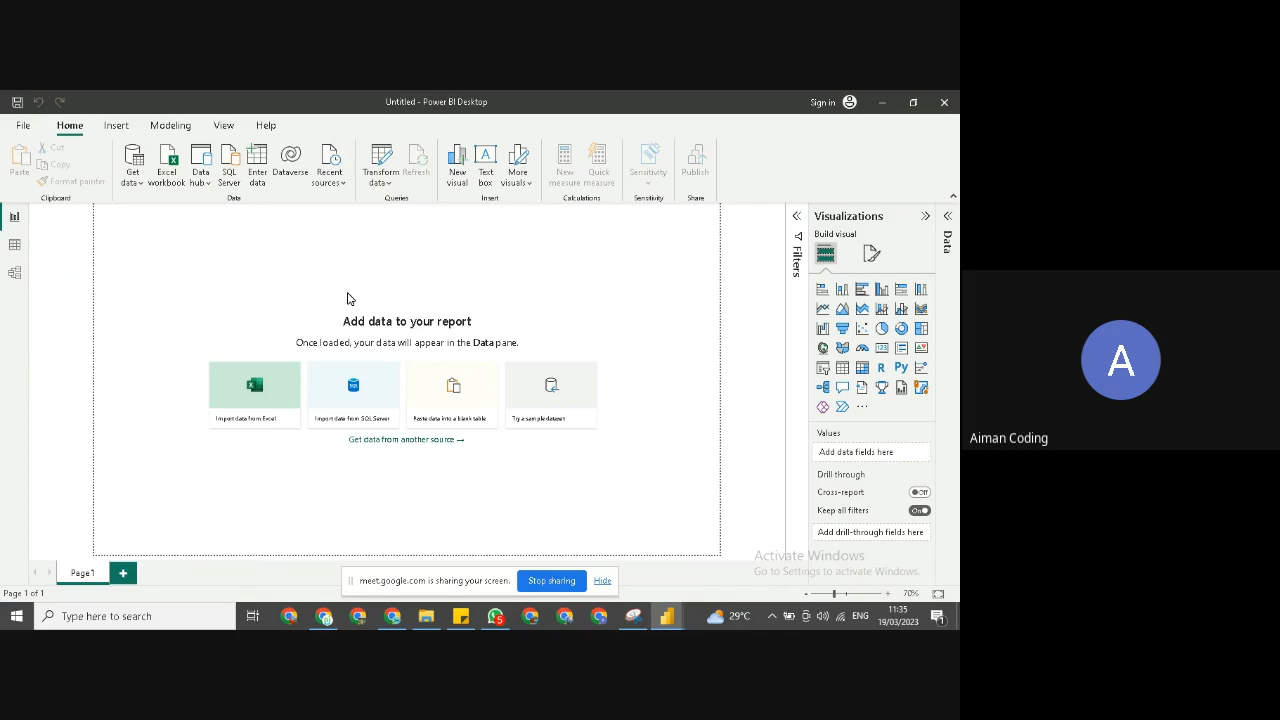 Untitled - Power BI Desktop
Sign in
File Home Insert Modeling View Help
Paste
Cut
Copy
Format painter
Clipboard
Get data
Excel workbook
Data hub
SQL Server
Enter data
Dataverse
Recent sources
Data
Transform data
Refresh
Queries
New visual
Text box
More visuals
Insert
New measure
Quick measure
Calculations
Sensitivity
Sensitivity
Publish
Share
Add data to your report
Once loaded, your data will appear in the Data pane.
SQL
Import data from Excel
Import data from SQL Server
Paste data into a blank table
Try a sample dataset
Get data from another source →
Filters
Visualizations
Build visual
123
R
Py
Values
Add data fields here
Drill through
Cross-report
Off
Keep all filters
On
Add drill-through fields here
Data
Activate Windows
Go to Settings to activate Windows.
Page 1
meet.google.com is sharing your screen.
Stop sharing
Hide
Page 1 of 1
70%
Type here to search
5
29°C
ENG
11:35
19/03/2023
1
A
Aiman Coding